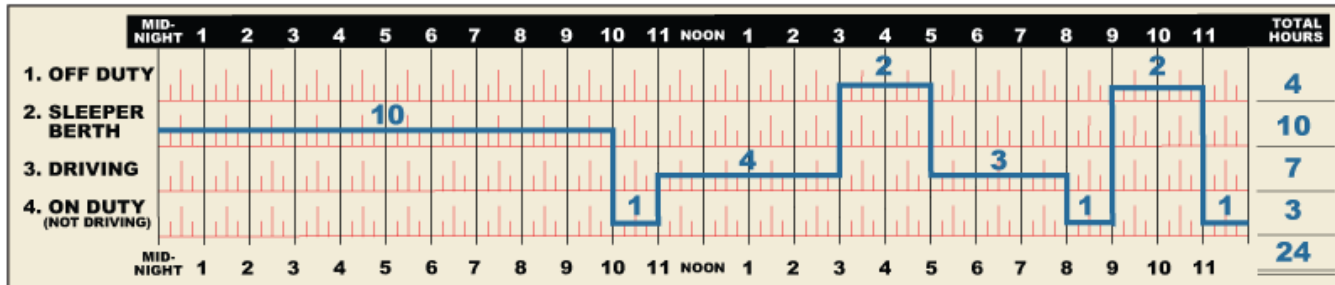 MID-NIGHT 1 2 3 4 5 6 7 8 9 10 11 NOON 1 2 3 4 5 6 7 8 9 10 11 TOTAL HOURS
1. OFF DUTY 2 2 4
2. SLEEPER BERTH 10 10
3. DRIVING 4 3 7
4. ON DUTY (NOT DRIVING) 1 1 1 3
MID-NIGHT 1 2 3 4 5 6 7 8 9 10 11 NOON 1 2 3 4 5 6 7 8 9 10 11 24